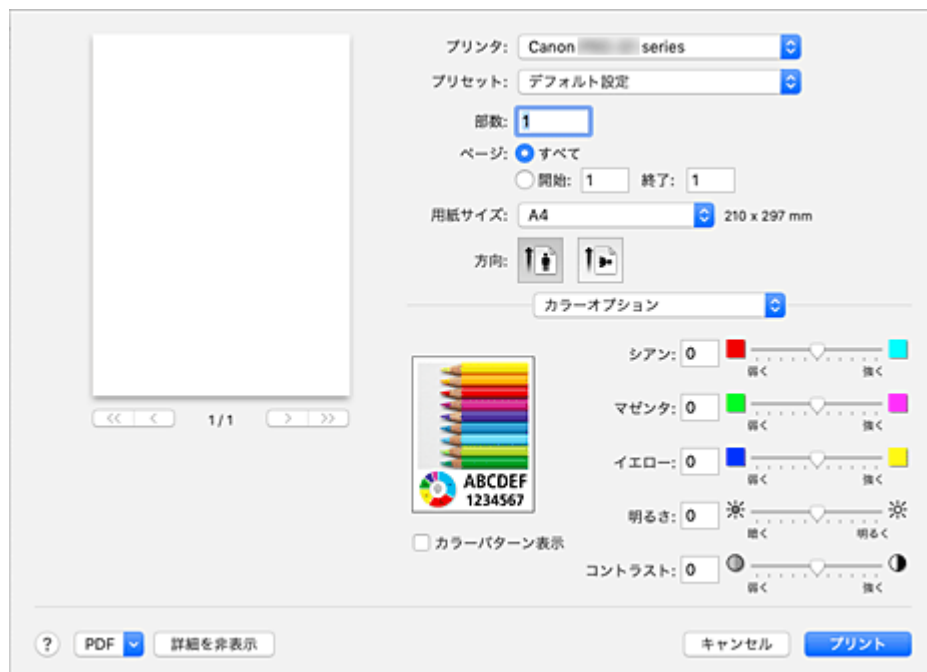 プリンタ: Canon series
プリセット: デフォルト設定
部数: 1
ページ: すべて
開始: 1 終了: 1
用紙サイズ: A4 210 x 297 mm
方向:
カラーオプション
シアン: 0
弱く 強く
マゼンタ: 0
弱く 強く
イエロー: 0
弱く 強く
明るさ: 0
暗く 明るく
コントラスト: 0
弱く 強く
ABCDEF
1234567
カラーパターン表示
<< < 1/1 > >>
? PDF 詳細を非表示 キャンセル プリント